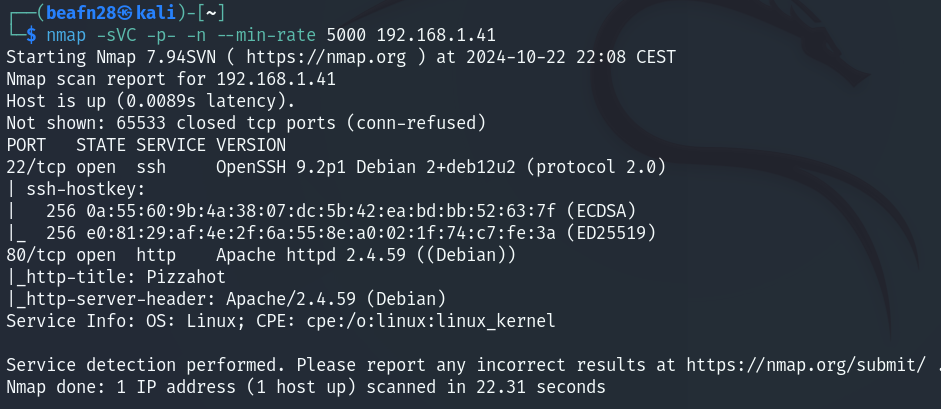 ┌──(beafn28㉿kali)-[~]
└─$ nmap -sVC -p- -n --min-rate 5000 192.168.1.41
Starting Nmap 7.94SVN ( https://nmap.org ) at 2024-10-22 22:08 CEST
Nmap scan report for 192.168.1.41
Host is up (0.0089s latency).
Not shown: 65533 closed tcp ports (conn-refused)
PORT   STATE SERVICE VERSION
22/tcp open  ssh     OpenSSH 9.2p1 Debian 2+deb12u2 (protocol 2.0)
| ssh-hostkey:
|   256 0a:55:60:9b:4a:38:07:dc:5b:42:ea:bd:bb:52:63:7f (ECDSA)
|_  256 e0:81:29:af:4e:2f:6a:55:8e:a0:02:1f:74:c7:fe:3a (ED25519)
80/tcp open  http    Apache httpd 2.4.59 ((Debian))
|_http-title: Pizzahot
|_http-server-header: Apache/2.4.59 (Debian)
Service Info: OS: Linux; CPE: cpe:/o:linux:linux_kernel

Service detection performed. Please report any incorrect results at https://nmap.org/submit/ .
Nmap done: 1 IP address (1 host up) scanned in 22.31 seconds